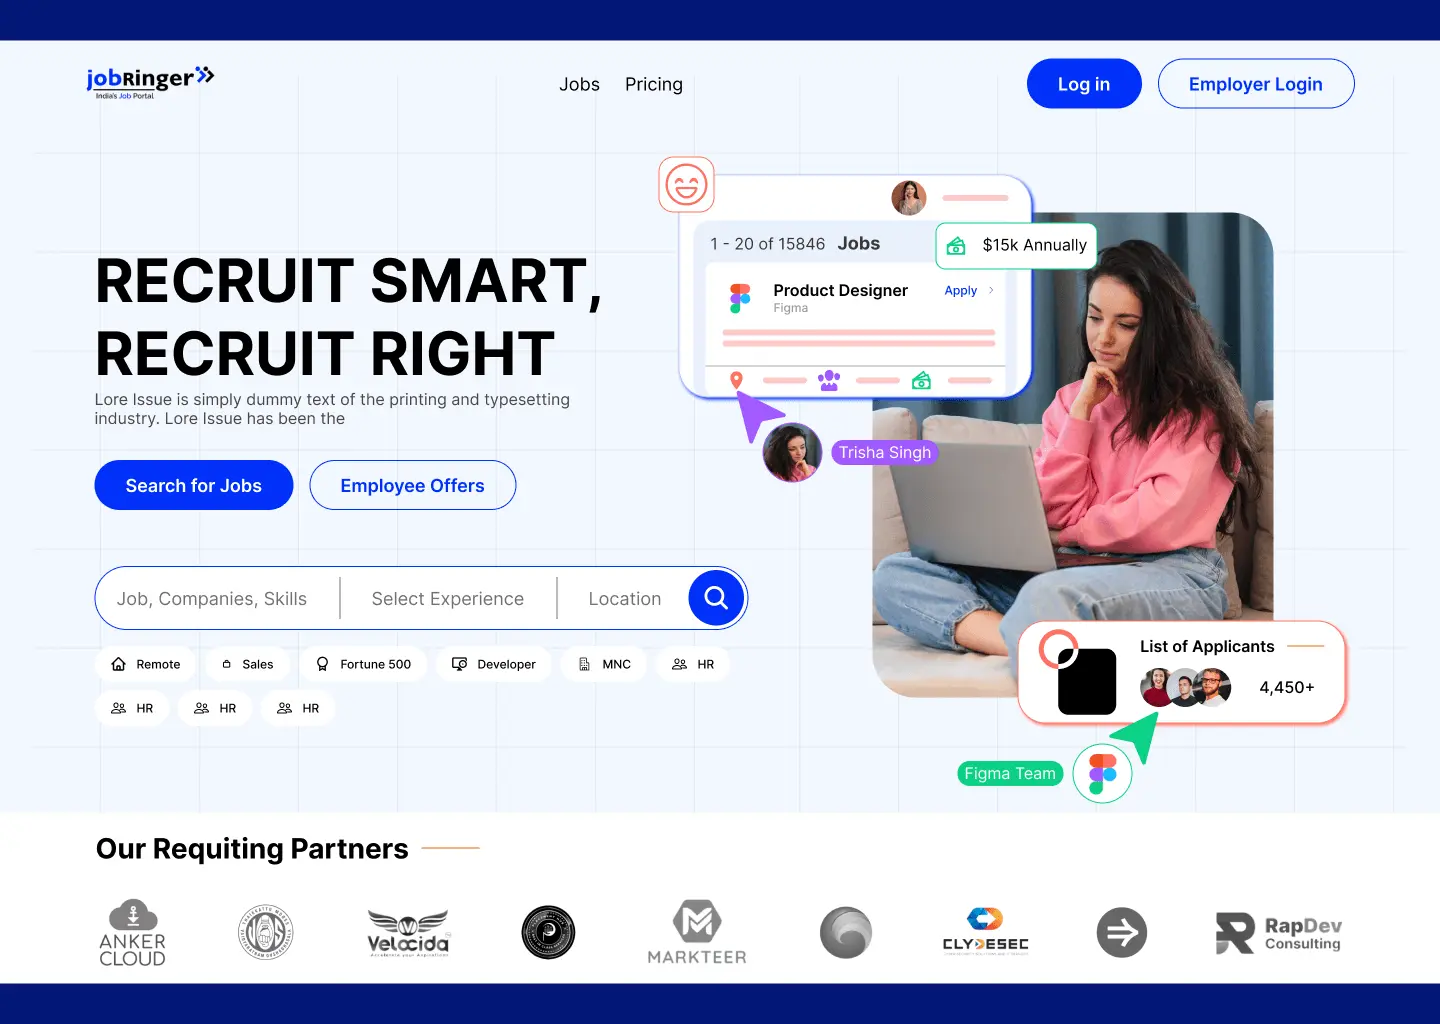 jobRinger
India's Job Portal
Jobs
Pricing
Log in
Employer Login
RECRUIT SMART,
RECRUIT RIGHT
Lore Issue is simply dummy text of the printing and typesetting
industry. Lore Issue has been the
Search for Jobs
Employee Offers
1 - 20 of 15846 Jobs
$15k Annually
Product Designer
Figma
Apply
Trisha Singh
Job, Companies, Skills
Select Experience
Location
Remote
Sales
Fortune 500
Developer
MNC
HR
HR
HR
HR
List of Applicants
4,450+
Figma Team
Our Requiting Partners
ANKER
CLOUD
Velocida
Accelerate your Aspirations
MARKTEER
CLYDESEC
RapDev
Consulting